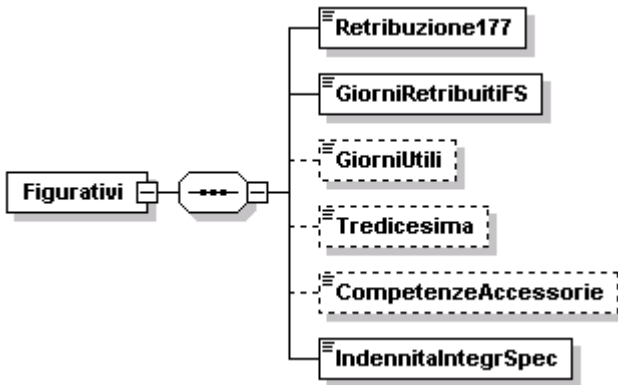 Retribuzione177
GiorniRetribuitiFS
GiorniUtili
Figurativi
Tredicesima
CompetenzeAccessorie
IndennitaIntegrSpec